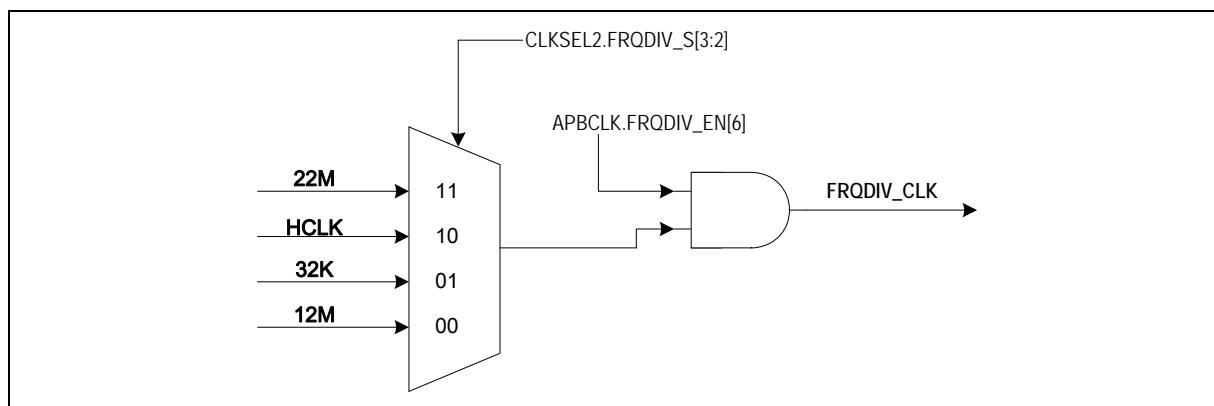 CLKSEL2.FRQDIV_S[3:2]
APBCLK.FRQDIV_EN[6]
22M
11
FRQDIV_CLK
HCLK
10
32K
01
12M
00